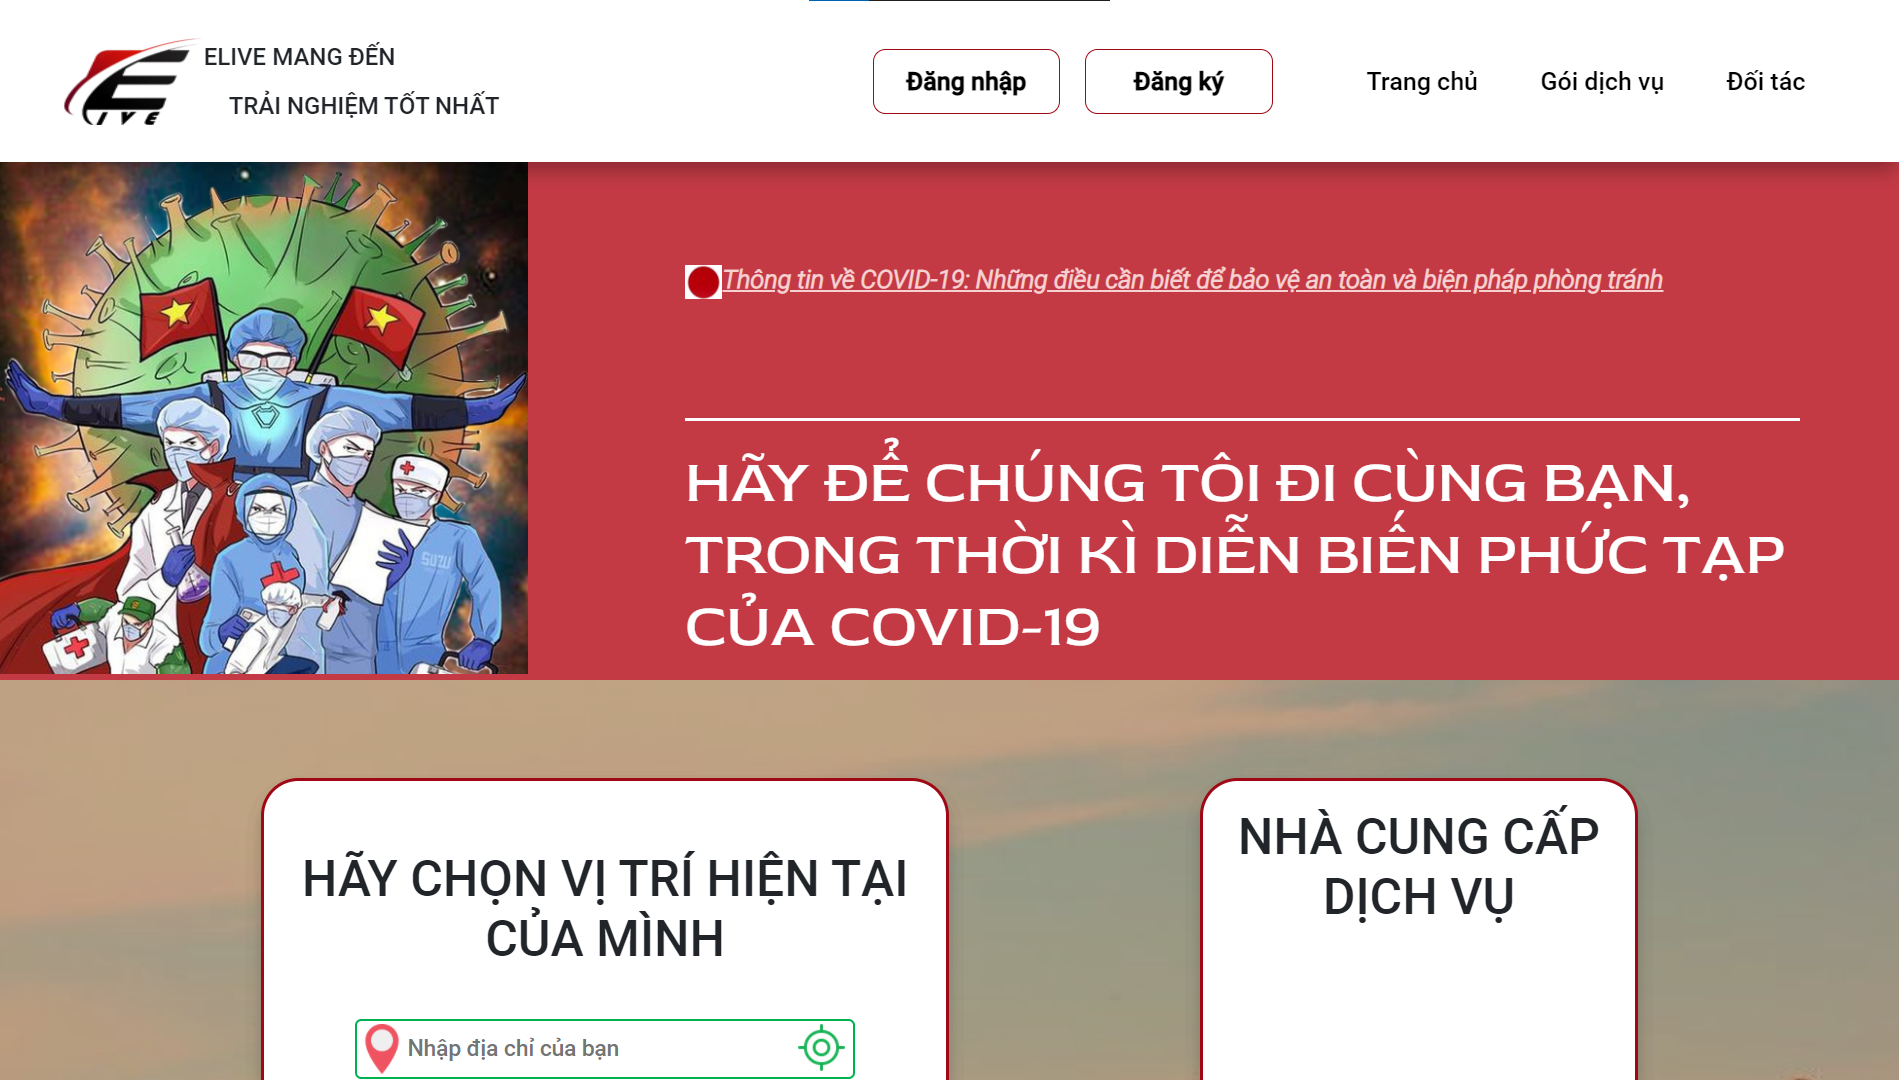 ELIVE MANG ĐẾN
TRẢI NGHIỆM TỐT NHẤT
E
IVE
Đăng nhập
Đăng ký
Trang chủ
Gói dịch vụ
Đối tác
Thông tin về COVID-19: Những điều cần biết để bảo vệ an toàn và biện pháp phòng tránh
HÃY ĐỂ CHÚNG TÔI ĐI CÙNG BẠN,
TRONG THỜI KÌ DIỄN BIẾN PHỨC TẠP
CỦA COVID-19
SUZU
HÃY CHỌN VỊ TRÍ HIỆN TẠI
CỦA MÌNH
Nhập địa chỉ của bạn
NHÀ CUNG CẤP
DỊCH VỤ